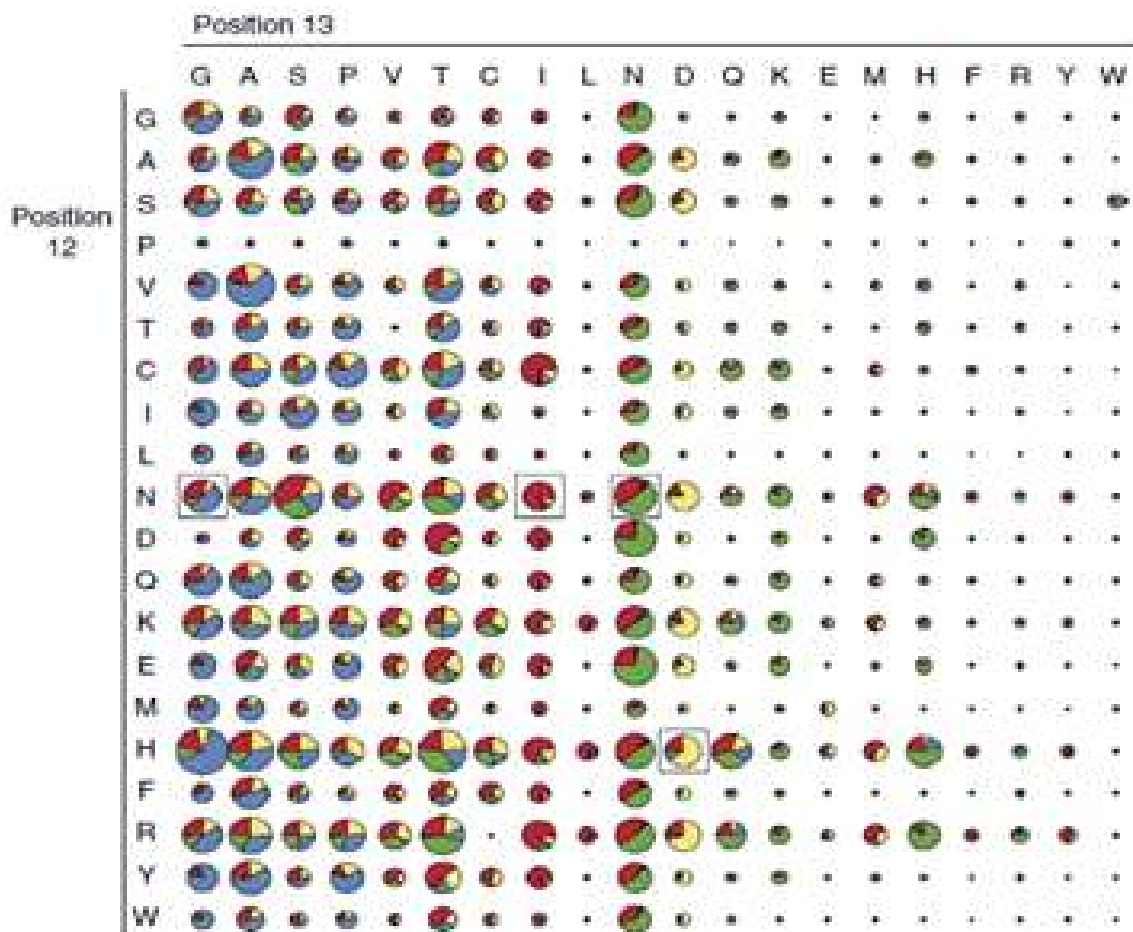 Position 13
G A S P V T C I L N D Q K E M H F R Y W
G
A
S
Position
12
P
V
T
C
I
L
N
D
Q
K
E
M
H
F
R
Y
W